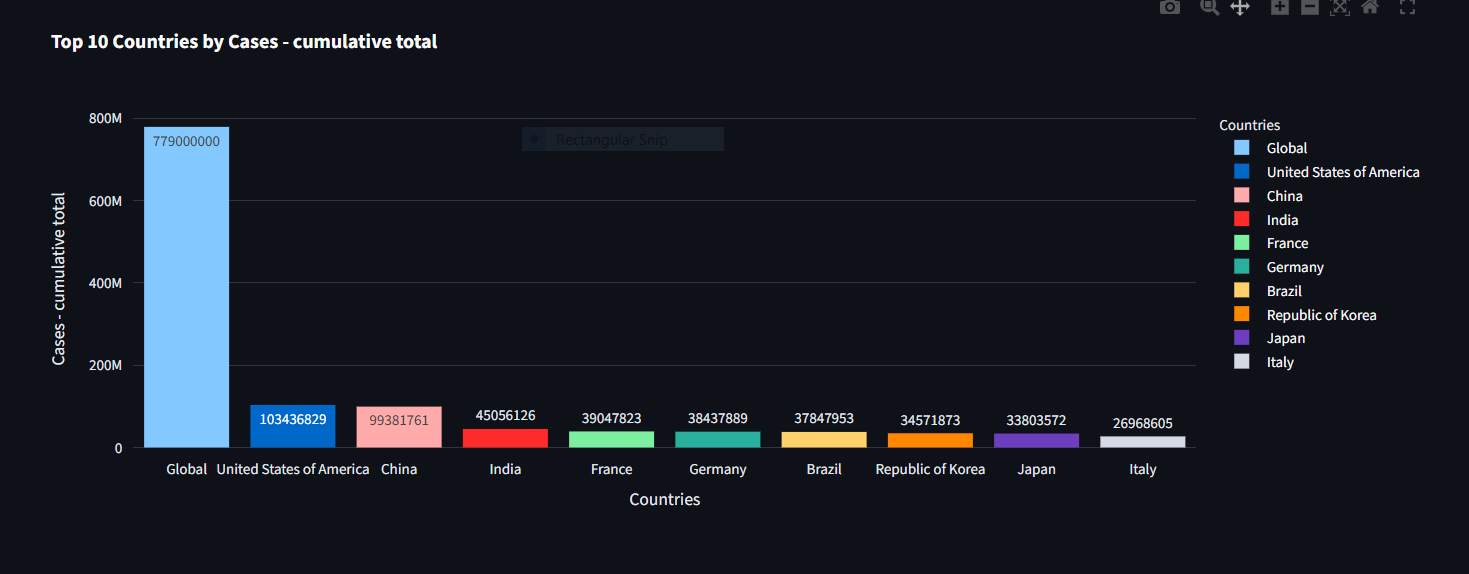 Top 10 Countries by Cases - cumulative total
800M
600M
400M
200M
0
Cases - cumulative total
779000000
103436829
99381761
45056126
39047823
38437889
37847953
34571873
33803572
26968605
Rectangular Snip
Global
United States of America
China
India
France
Germany
Brazil
Republic of Korea
Japan
Italy
Countries
Countries
Global
United States of America
China
India
France
Germany
Brazil
Republic of Korea
Japan
Italy